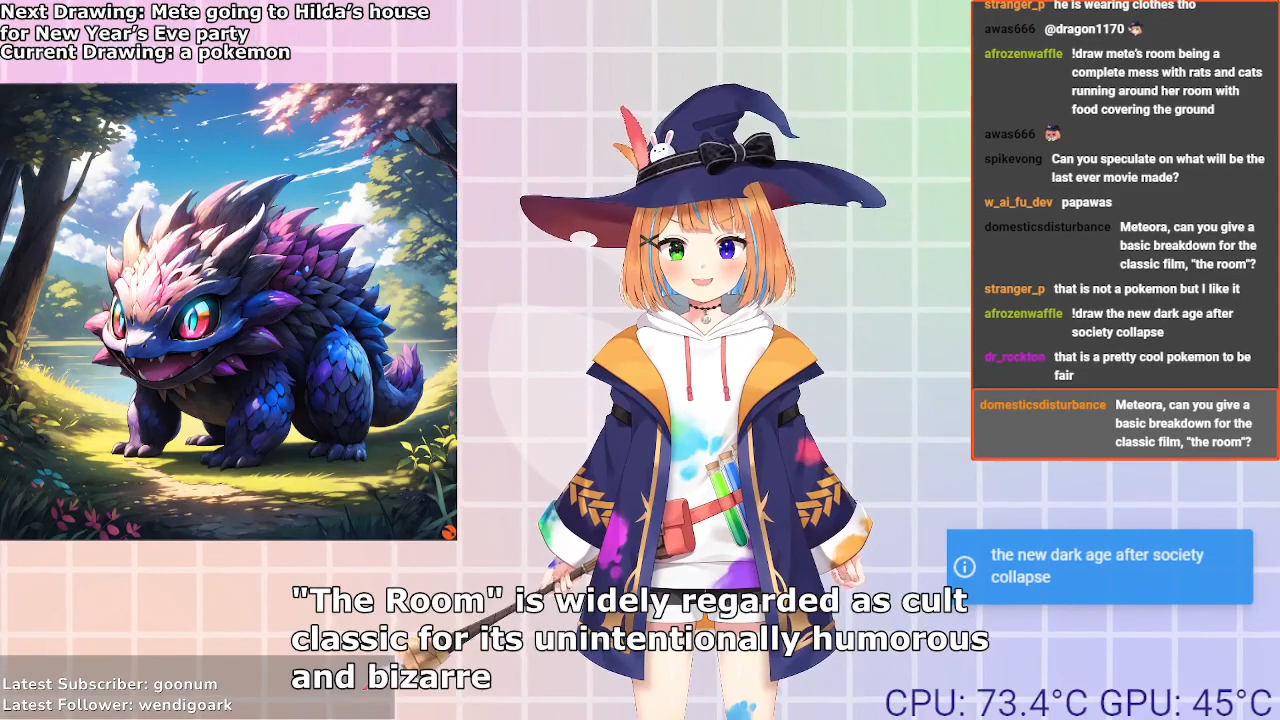 Next Drawing: Mete going to Hilda's house
for New Year's Eve party
Current Drawing: a pokemon
stranger_p he is wearing clothes tho
awas666 @dragon1170
afrozenwaffle !draw mete's room being a
complete mess with rats and cats
running around her room with
food covering the ground
awas666
spikevong Can you speculate on what will be the
last ever movie made?
w_ai_fu_dev papawas
domesticsdisturbance Meteora, can you give a
basic breakdown for the
classic film, "the room"?
stranger_p that is not a pokemon but I like it
afrozenwaffle !draw the new dark age after
society collapse
dr_rockton that is a pretty cool pokemon to be
fair
domesticsdisturbance Meteora, can you give a
basic breakdown for the
classic film, "the room"?
the new dark age after society
collapse
"The Room" is widely regarded as cult
classic for its unintentionally humorous
and bizarre
Latest Subscriber: goonum
Latest Follower: wendigoark
CPU: 73.4°C GPU: 45°C